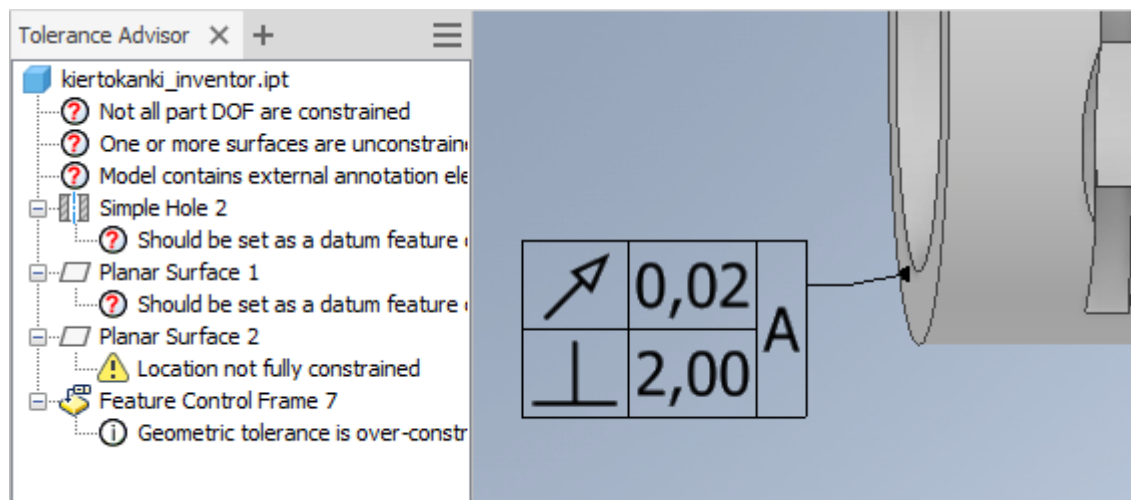 Tolerance Advisor
kiertokanki_inventor.ipt
Not all part DOF are constrained
One or more surfaces are unconstrain
Model contains external annotation ele
Simple Hole 2
Should be set as a datum feature
Planar Surface 1
Should be set as a datum feature
Planar Surface 2
Location not fully constrained
Feature Control Frame 7
Geometric tolerance is over-constr
0,02
A
2,00